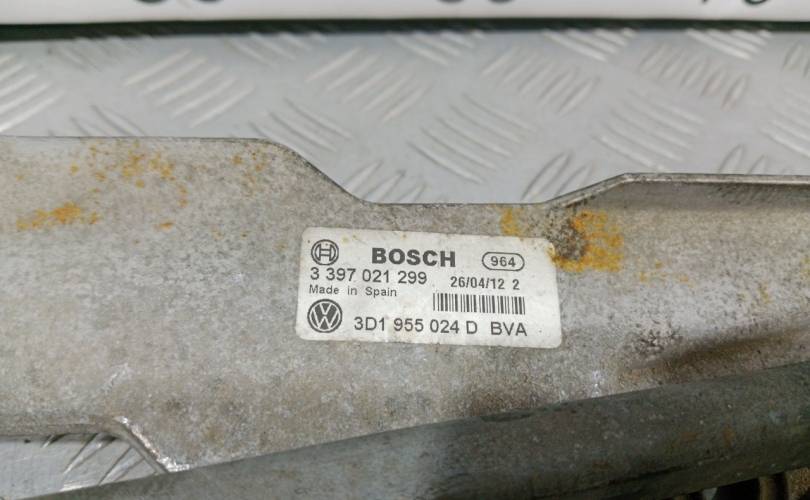 BOSCH 964
3 397 021 299 26/04/12 2
Made in Spain
3D1 955 024 D BVA